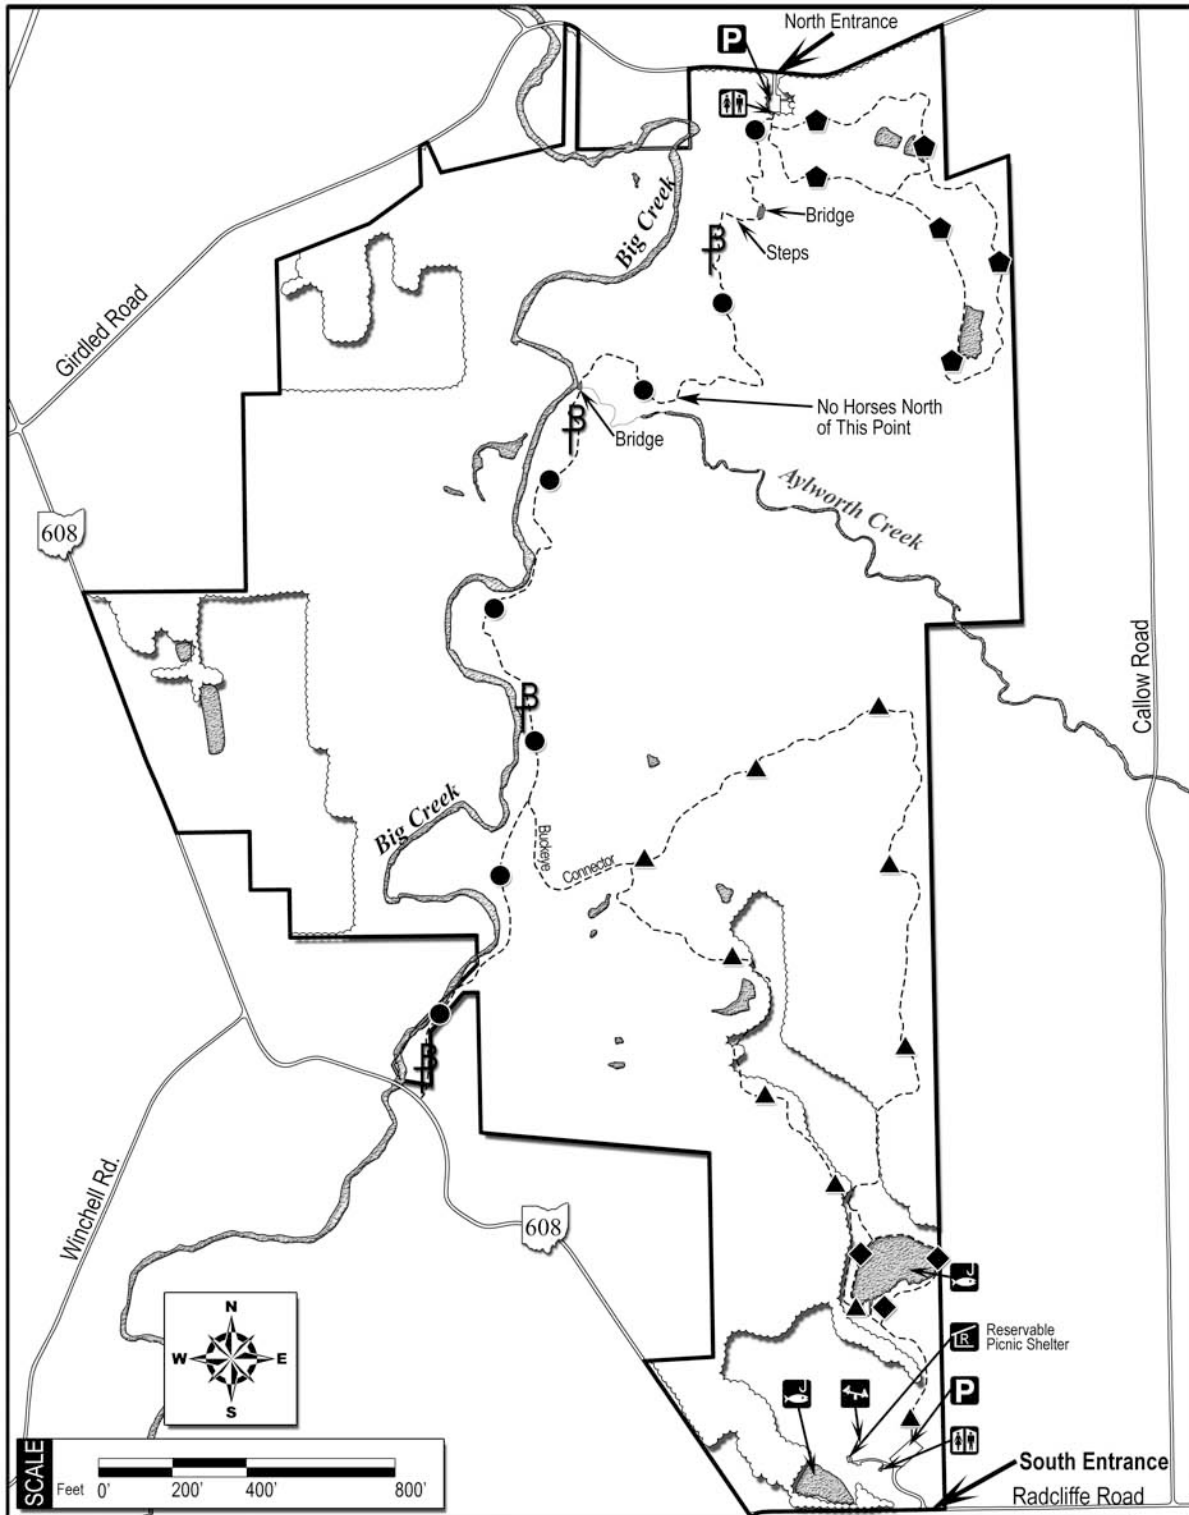 North Entrance
P
Big Creek
Bridge
Steps
Girdled Road
No Horses North
of This Point
Bridge
B
B
Aylworth Creek
608
Callow Road
B
Big Creek
Buckeye
Connector
B
Winchell Rd.
608
N
W E
S
R
Reservable
Picnic Shelter
P
SCALE
Feet 0' 200' 400' 800'
South Entrance
Radcliffe Road